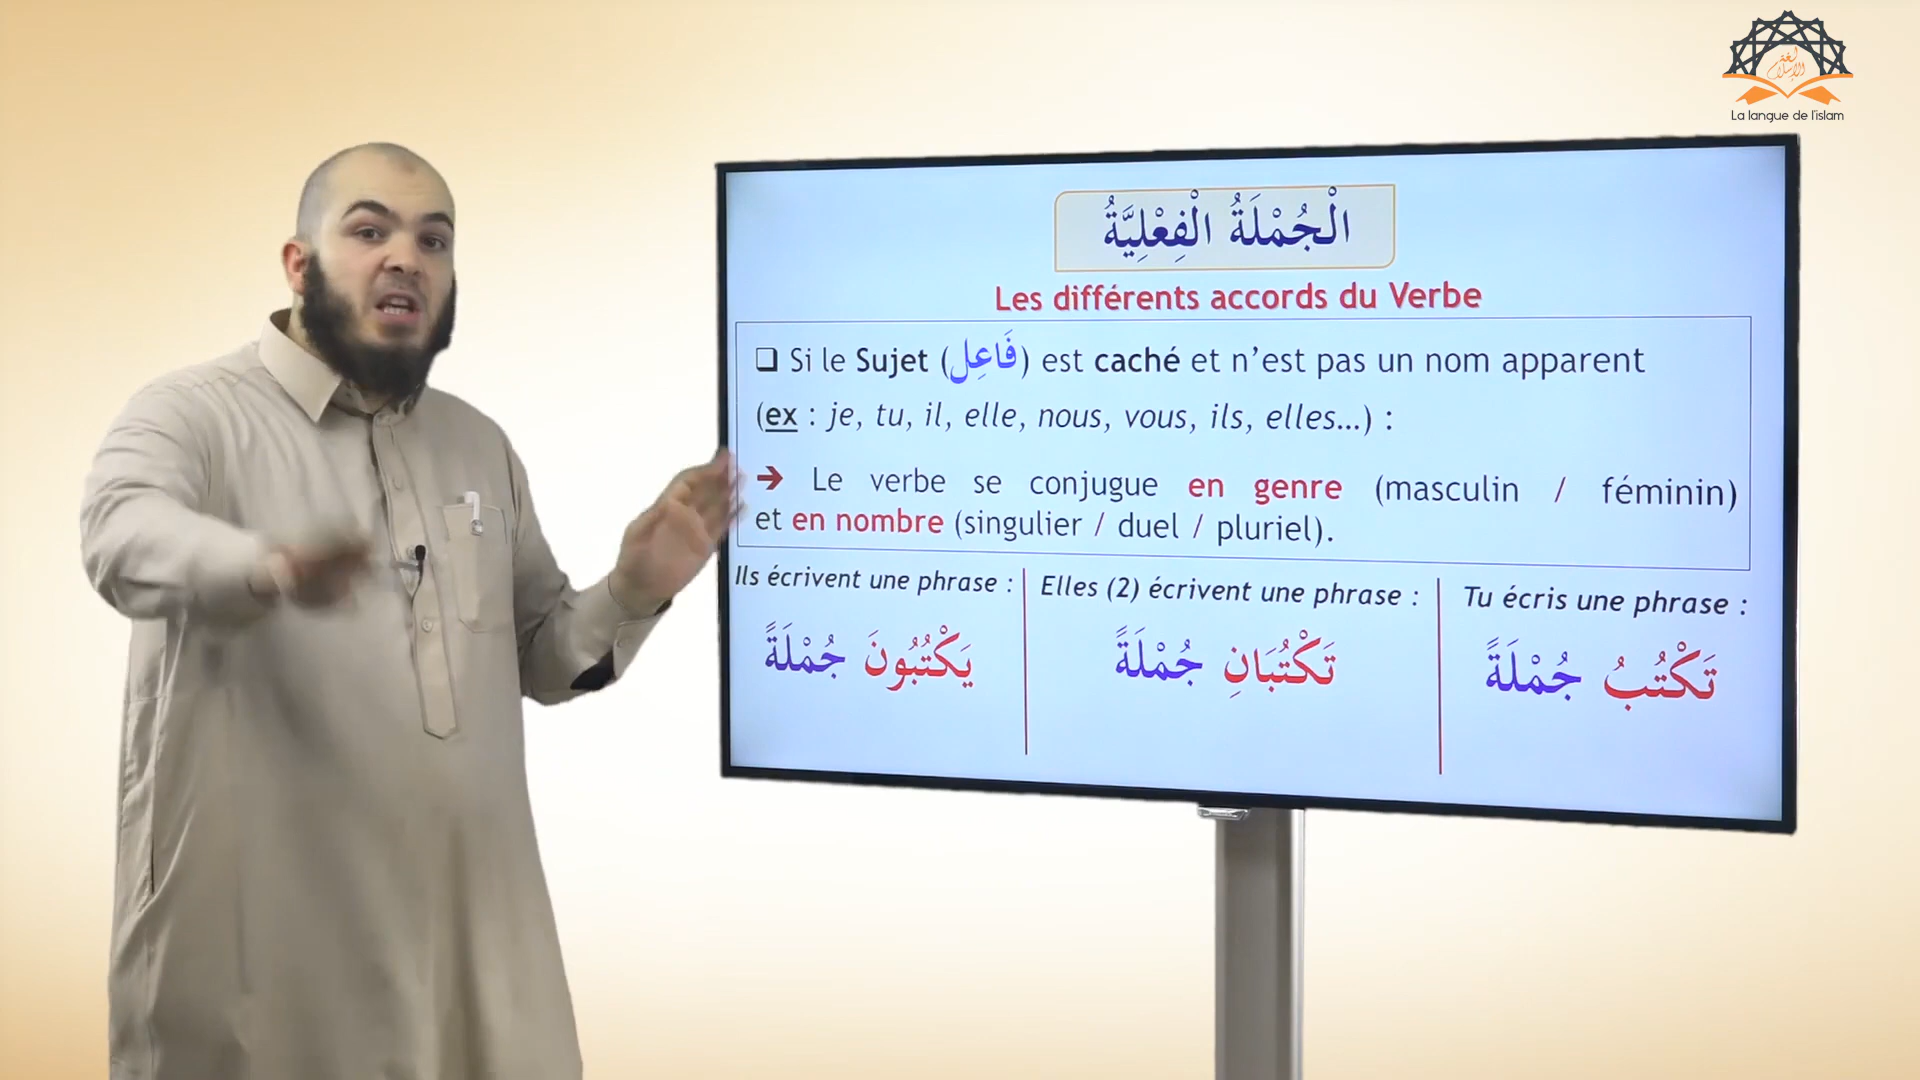 لغة الإسلام
La langue de l'islam
الْجُمْلَةُ الْفِعْلِيَّةُ
Les différents accords du Verbe
❑ Si le Sujet (فَاعِل) est caché et n'est pas un nom apparent
(ex : je, tu, il, elle, nous, vous, ils, elles...) :
➔ Le verbe se conjugue en genre (masculin / féminin)
et en nombre (singulier / duel / pluriel).
Ils écrivent une phrase :
يَكْتُبُونَ جُمْلَةً
Elles (2) écrivent une phrase :
تَكْتُبَانِ جُمْلَةً
Tu écris une phrase :
تَكْتُبُ جُمْلَةً